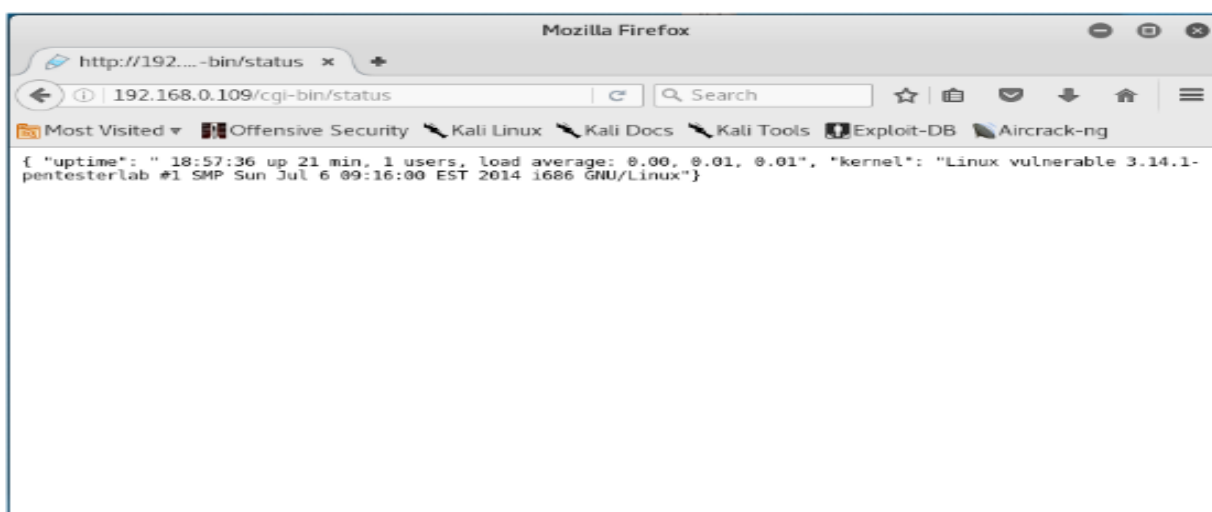 Mozilla Firefox
http://192....-bin/status
192.168.0.109/cgi-bin/status
Search
Most Visited
Offensive Security
Kali Linux
Kali Docs
Kali Tools
Exploit-DB
Aircrack-ng
{ "uptime": " 18:57:36 up 21 min, 1 users, load average: 0.00, 0.01, 0.01", "kernel": "Linux vulnerable 3.14.1-
pentesterlab #1 SMP Sun Jul 6 09:16:00 EST 2014 i686 GNU/Linux"}